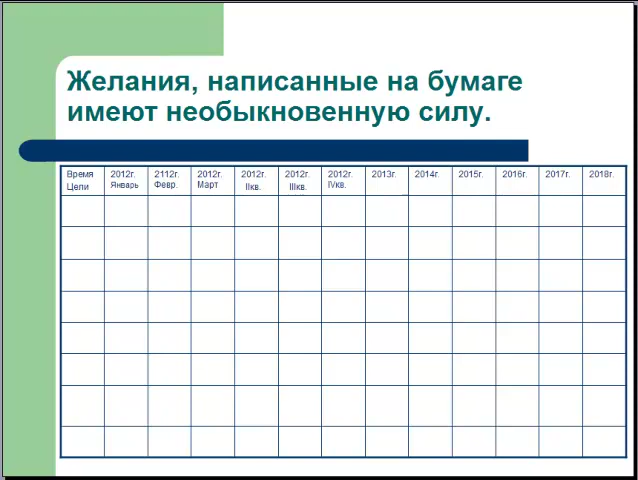 Желания, написанные на бумаге
имеют необыкновенную силу.
Время 2012г. 2112г. 2012г. 2012г. 2012г. 2012г. 2013г. 2014г. 2015г. 2016г. 2017г. 2018г.
Цели Январь Февр. Март IIкв. IIIкв. IVкв.